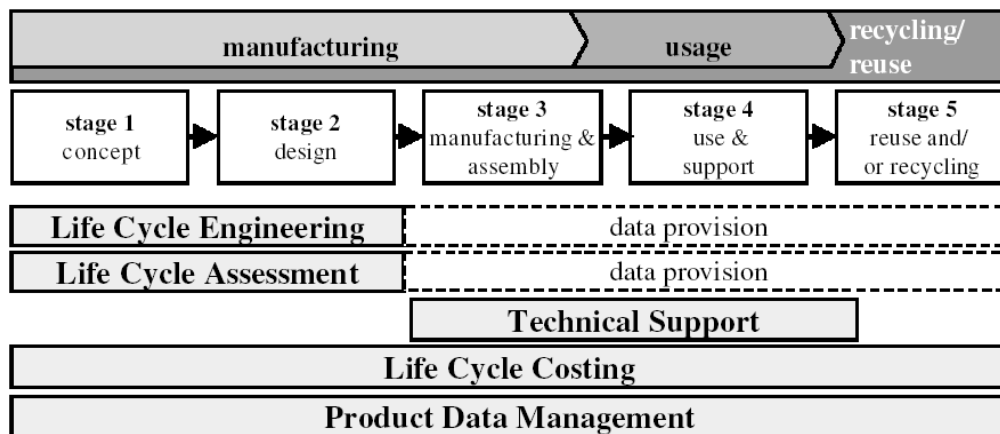 manufacturing
usage
recycling/
reuse
stage 1
concept
stage 2
design
stage 3
manufacturing &
assembly
stage 4
use &
support
stage 5
reuse and/
or recycling
Life Cycle Engineering
data provision
Life Cycle Assessment
data provision
Technical Support
Life Cycle Costing
Product Data Management